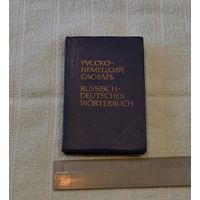 РУССКО-
НЕМЕЦКИЙ
СЛОВАРЬ
RUSSISCH-
DEUTSCHES
WÖRTERBUCH